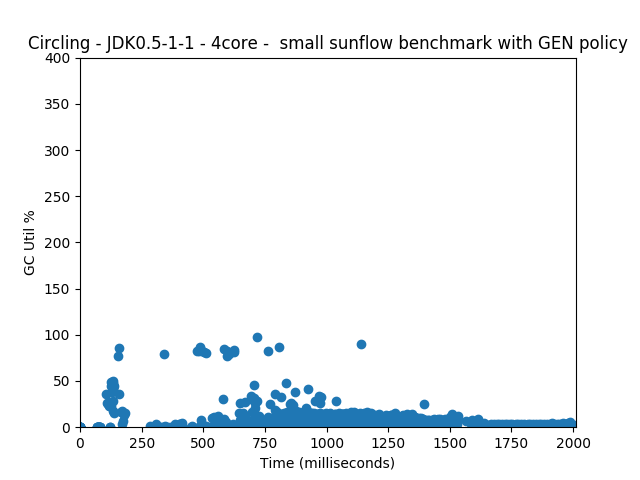 Circling - JDK0.5-1-1 - 4core -  small sunflow benchmark with GEN policy
400
350
300
250
200
150
100
50
0
GC Util %
0 250 500 750 1000 1250 1500 1750 2000
Time (milliseconds)